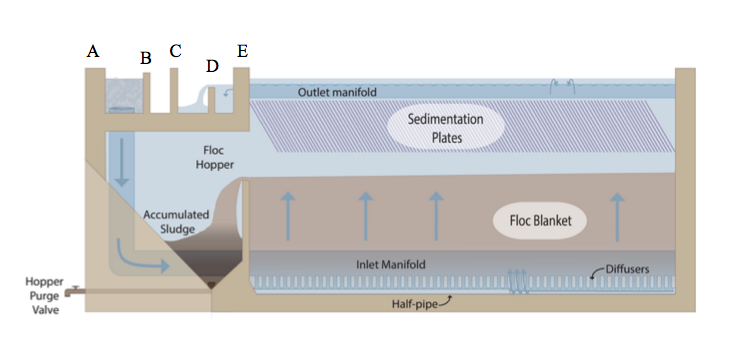 A
B
C
D
E
Outlet manifold
Sedimentation
Plates
Floc
Hopper
Accumulated
Sludge
Floc Blanket
Inlet Manifold
Diffusers
Hopper
Purge
Valve
Half-pipe